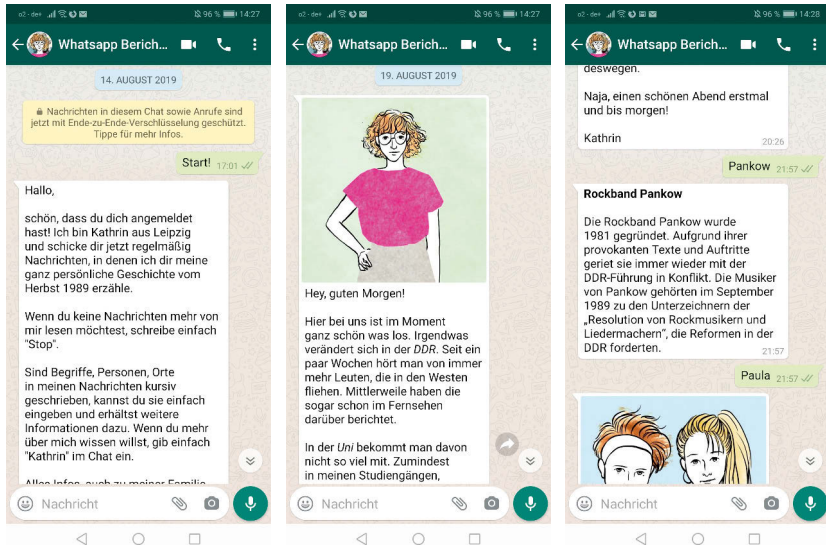 o2 - de+ 96 % 14:27
Whatsapp Berich...
14. AUGUST 2019
Nachrichten in diesem Chat sowie Anrufe sind
jetzt mit Ende-zu-Ende-Verschlüsselung geschützt.
Tippe für mehr Infos.
Start! 17:01
Hallo,
schön, dass du dich angemeldet
hast! Ich bin Kathrin aus Leipzig
und schicke dir jetzt regelmäßig
Nachrichten, in denen ich dir meine
ganz persönliche Geschichte vom
Herbst 1989 erzähle.
Wenn du keine Nachrichten mehr von
mir lesen möchtest, schreibe einfach
"Stop".
Sind Begriffe, Personen, Orte
in meinen Nachrichten kursiv
geschrieben, kannst du sie einfach
eingeben und erhältst weitere
Informationen dazu. Wenn du mehr
über mich wissen willst, gib einfach
"Kathrin" im Chat ein.
Alles Infos, auch zu meiner Familie
Nachricht
o2 - de+ 96 % 14:27
Whatsapp Berich...
19. AUGUST 2019
Hey, guten Morgen!
Hier bei uns ist im Moment
ganz schön was los. Irgendwas
verändert sich in der DDR. Seit ein
paar Wochen hört man von immer
mehr Leuten, die in den Westen
fliehen. Mittlerweile haben die
sogar schon im Fernsehen
darüber berichtet.
In der Uni bekommt man davon
nicht so viel mit. Zumindest
in meinen Studiengängen,
Nachricht
o2 - de+ 96 % 14:28
Whatsapp Berich...
deswegen.
Naja, einen schönen Abend erstmal
und bis morgen!
Kathrin
20:26
Pankow 21:57
Rockband Pankow
Die Rockband Pankow wurde
1981 gegründet. Aufgrund ihrer
provokanten Texte und Auftritte
geriet sie immer wieder mit der
DDR-Führung in Konflikt. Die Musiker
von Pankow gehörten im September
1989 zu den Unterzeichnern der
„Resolution von Rockmusikern und
Liedermachern“, die Reformen in der
DDR forderten.
21:57
Paula 21:57
Nachricht